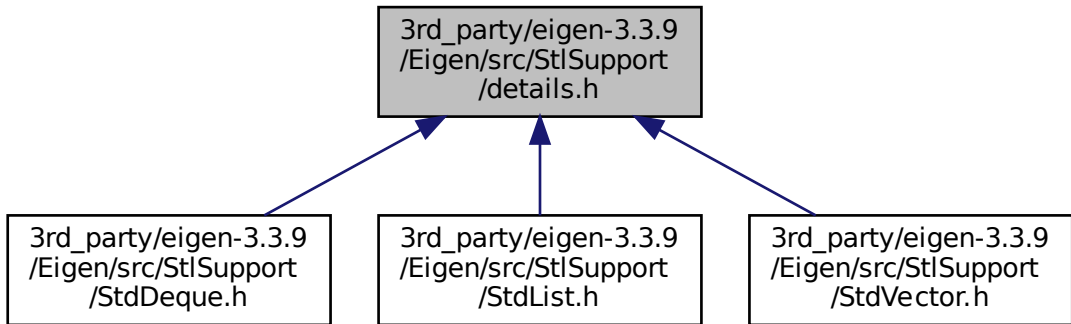 3rd_party/eigen-3.3.9
/Eigen/src/StlSupport
/details.h
3rd_party/eigen-3.3.9
/Eigen/src/StlSupport
/StdDeque.h
3rd_party/eigen-3.3.9
/Eigen/src/StlSupport
/StdList.h
3rd_party/eigen-3.3.9
/Eigen/src/StlSupport
/StdVector.h